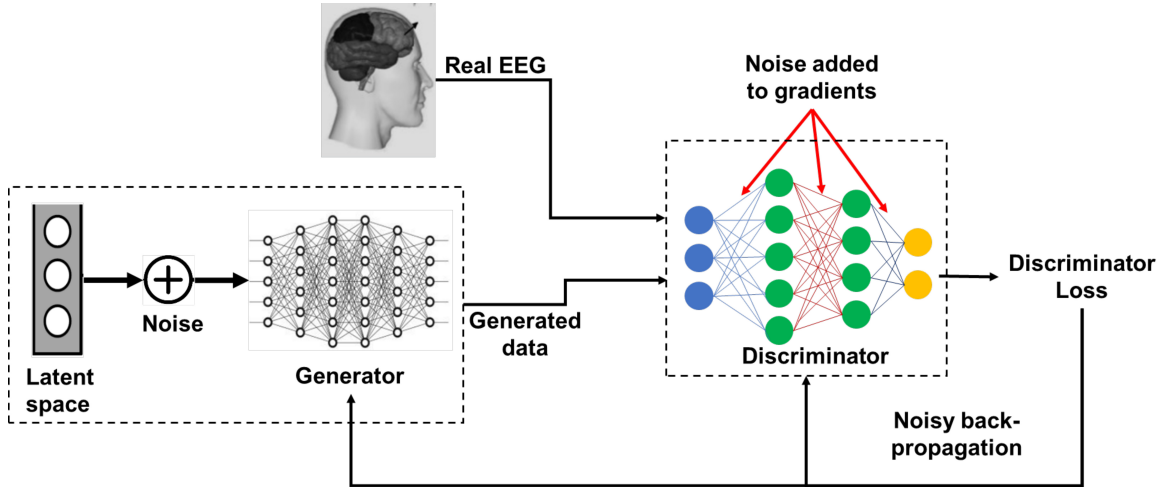 Real EEG
Noise added
to gradients
Noise
Latent
space
Generator
Generated
data
Discriminator
Discriminator
Loss
Noisy back-
propagation